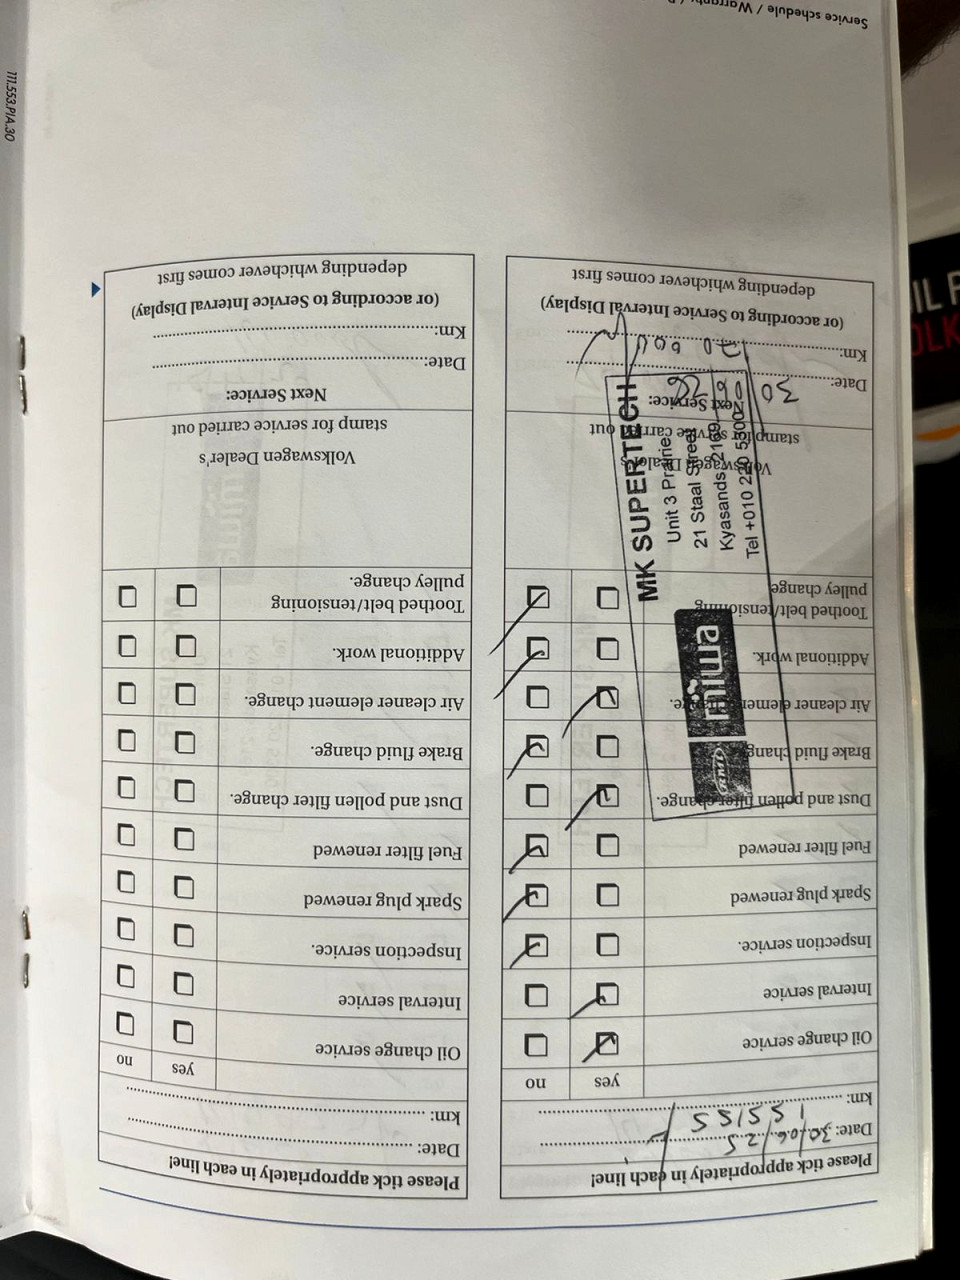 Please tick appropriately in each line!
Date: 30/06/25
km: 15515
yes no
Oil change service
Interval service
Inspection service.
Spark plug renewed
Fuel filter renewed
Dust and pollen filter change.
Brake fluid change.
Air cleaner element change.
Additional work.
Toothed belt/tensioning
pulley change
Volkswagen Dealer's
stamp for service carried out
Next Service:
Date: 30 06 26
Km:
(or according to Service Interval Display)
depending whichever comes first
miwa
MK SUPERTECH
Unit 3 Prairie
21 Staal Street
Kyasands, 2169
Tel +010 220 5300
Please tick appropriately in each line!
Date:
km:
yes no
Oil change service
Interval service
Inspection service.
Spark plug renewed
Fuel filter renewed
Dust and pollen filter change.
Brake fluid change.
Air cleaner element change.
Additional work.
Toothed belt/tensioning
pulley change.
Volkswagen Dealer's
stamp for service carried out
Next Service:
Date:
Km:
(or according to Service Interval Display)
depending whichever comes first
Service schedule / Warranty /
111.553.PIA.30